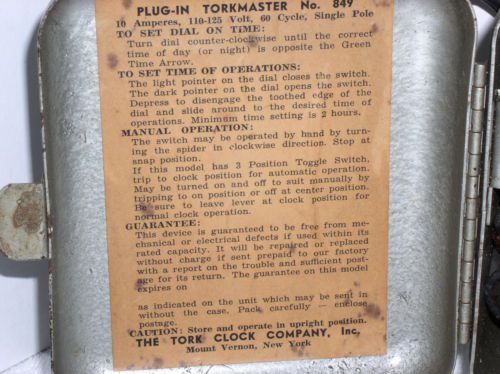 PLUG-IN TORKMASTER No. 849
10 Amperes, 110-125 Volt, 60 Cycle, Single Pole
TO SET DIAL ON TIME:
Turn dial counter-clockwise until the correct
time of day (or night) is opposite the Green
Time Arrow.
TO SET TIME OF OPERATIONS:
The light pointer on the dial closes the switch.
The dark pointer on the dial opens the switch.
Depress to disengage the toothed edge of the
dial and slide around to the desired time of
operations. Minimum time setting is 2 hours.
MANUAL OPERATION:
The switch may be operated by hand by turn-
ing the spider in clockwise direction. Stop at
snap position.
If this model has 3 Position Toggle Switch,
trip to clock position for automatic operation.
May be turned on and off to suit manually by
tripping to on position or off at center position.
Be sure to leave lever at clock position for
normal clock operation.
GUARANTEE:
This device is guaranteed to be free from me-
chanical or electrical defects if used within its
rated capacity. It will be repaired or replaced
without charge if sent prepaid to our factory
with a report on the trouble and sufficient post-
age for its return. The guarantee on this model
expires on
as indicated on the unit which may be sent in
without the case. Pack carefully — enclose
postage.
CAUTION: Store and operate in upright position.
THE TORK CLOCK COMPANY, Inc.
Mount Vernon, New York